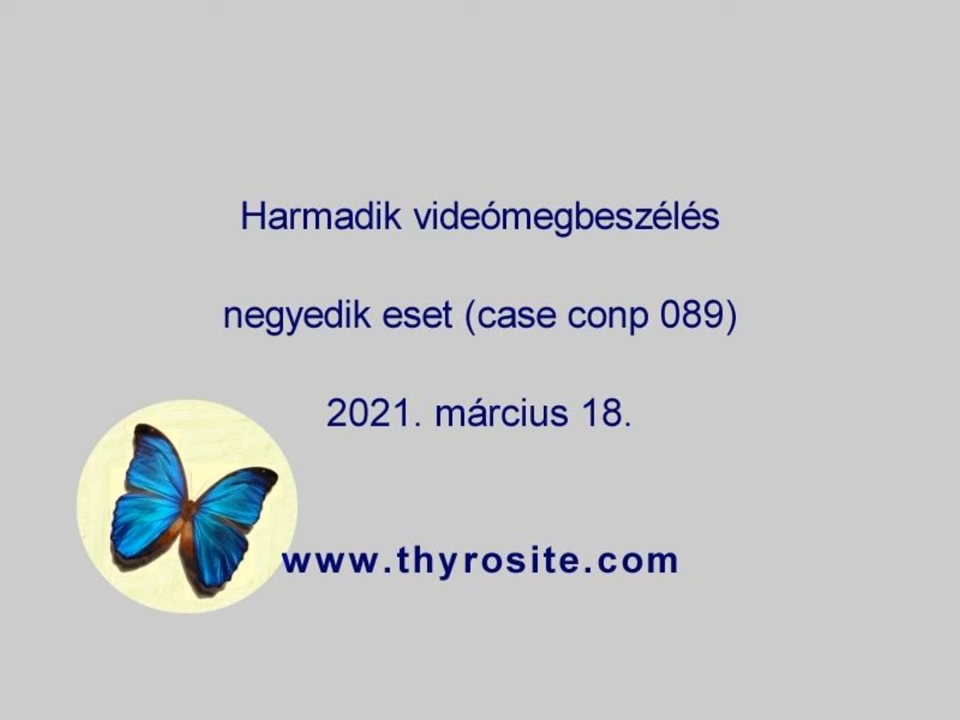 Harmadik videómegbeszélés
negyedik eset (case conp 089)
2021. március 18.
www.thyrosite.com